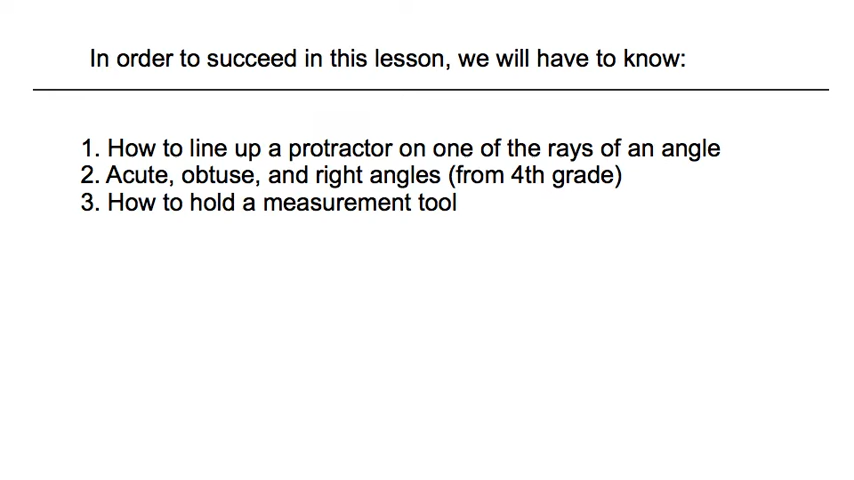 In order to succeed in this lesson, we will have to know:
1. How to line up a protractor on one of the rays of an angle
2. Acute, obtuse, and right angles (from 4th grade)
3. How to hold a measurement tool